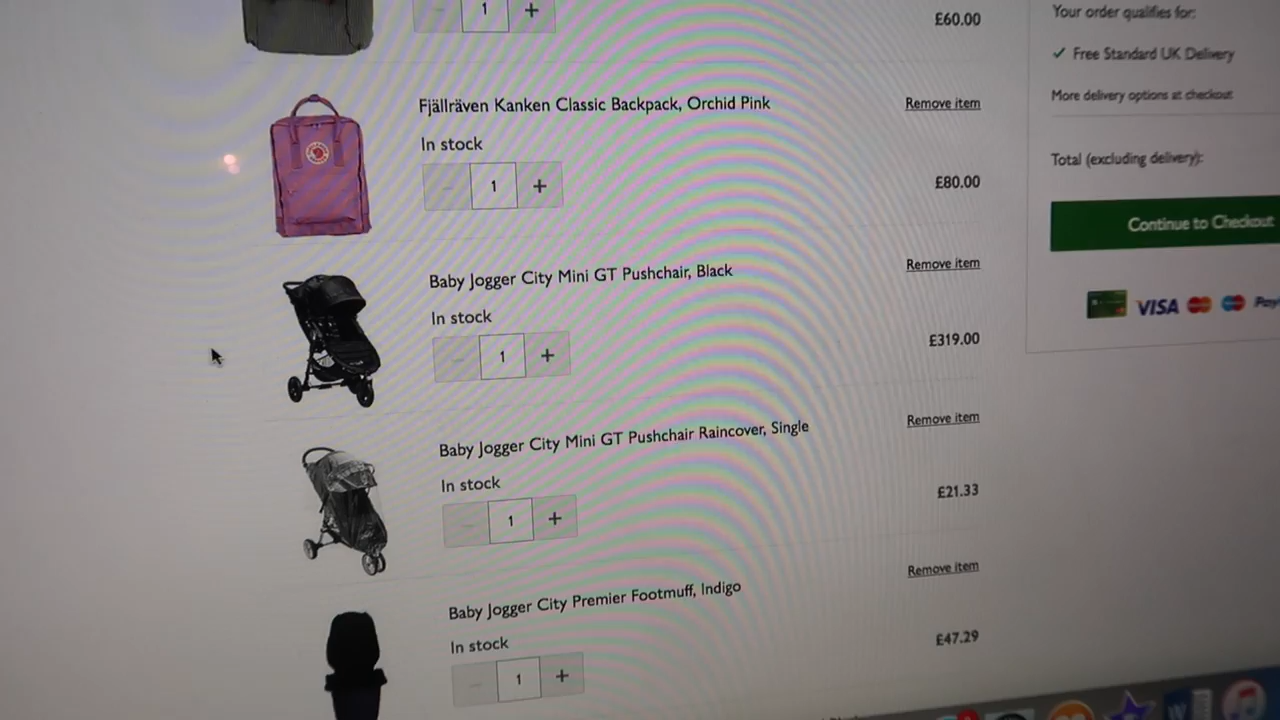 1 +
£60.00
Fjällräven Kanken Classic Backpack, Orchid Pink
Remove item
In stock
− 1 +
£80.00
Baby Jogger City Mini GT Pushchair, Black
Remove item
In stock
− 1 +
£319.00
Baby Jogger City Mini GT Pushchair Raincover, Single
Remove item
In stock
− 1 +
£21.33
Baby Jogger City Premier Footmuff, Indigo
Remove item
In stock
− 1 +
£47.29
Your order qualifies for:
✓ Free Standard UK Delivery
More delivery options at checkout
Total (excluding delivery):
Continue to Checkout
VISA Pay